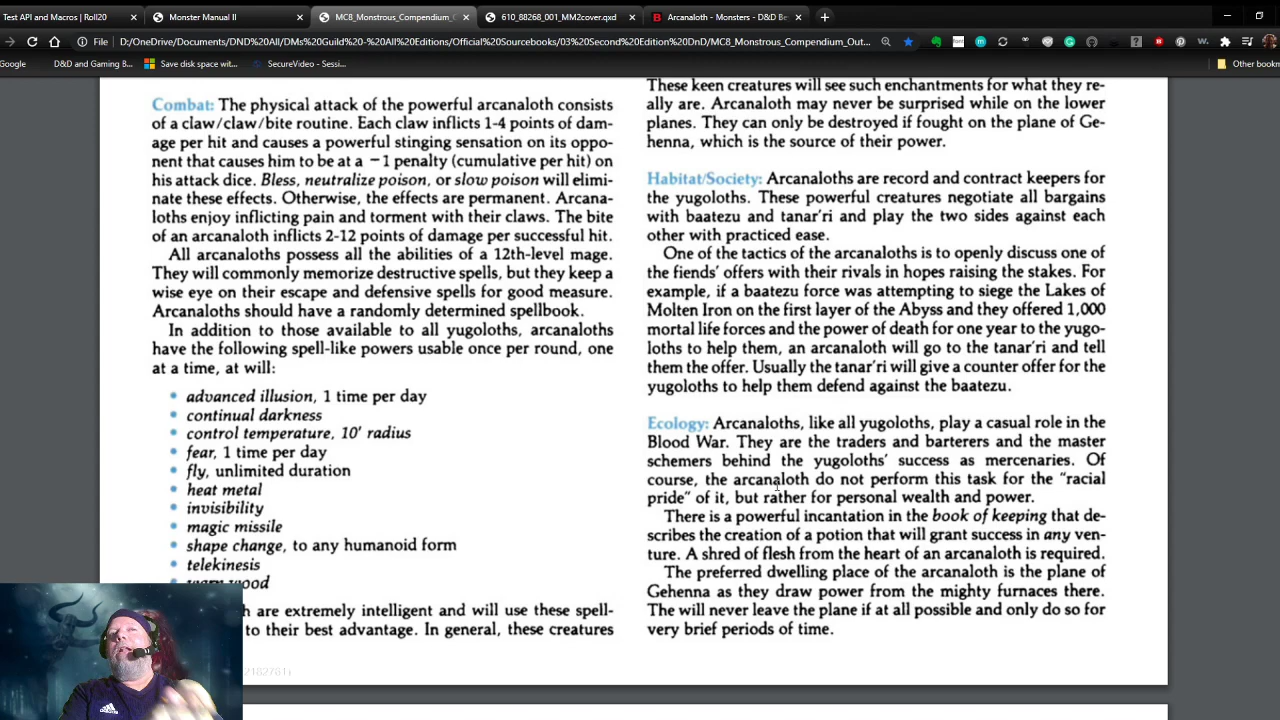 Test API and Macros | Roll20
Monster Manual II
MC8_Monstrous_Compendium_
610_88268_001_MM2cover.qxd
Arcanaloth - Monsters - D&D Be
File
D:/OneDrive/Documents/DND%20All/DMs%20Guild%20-%20All%20Editions/Official%20Sourcebooks/03%20Second%20Edition%20DnD/MC8_Monstrous_Compendium_Out...
Google
D&D and Gaming B...
Save disk space wit...
SecureVideo - Sessi...
Other bookm
Combat: The physical attack of the powerful arcanaloth consists
of a claw/claw/bite routine. Each claw inflicts 1-4 points of dam-
age per hit and causes a powerful stinging sensation on its oppo-
nent that causes him to be at a −1 penalty (cumulative per hit) on
his attack dice. Bless, neutralize poison, or slow poison will elimi-
nate these effects. Otherwise, the effects are permanent. Arcana-
loths enjoy inflicting pain and torment with their claws. The bite
of an arcanaloth inflicts 2-12 points of damage per successful hit.
All arcanaloths possess all the abilities of a 12th-level mage.
They will commonly memorize destructive spells, but they keep a
wise eye on their escape and defensive spells for good measure.
Arcanaloths should have a randomly determined spellbook.
In addition to those available to all yugoloths, arcanaloths
have the following spell-like powers usable once per round, one
at a time, at will:
• advanced illusion, 1 time per day
• continual darkness
• control temperature, 10' radius
• fear, 1 time per day
• fly, unlimited duration
• heat metal
• invisibility
• magic missile
• shape change, to any humanoid form
• telekinesis
wood
h are extremely intelligent and will use these spell-
to their best advantage. In general, these creatures
These keen creatures will see such enchantments for what they re-
ally are. Arcanaloth may never be surprised while on the lower
planes. They can only be destroyed if fought on the plane of Ge-
henna, which is the source of their power.
Habitat/Society: Arcanaloths are record and contract keepers for
the yugoloths. These powerful creatures negotiate all bargains
with baatezu and tanar'ri and play the two sides against each
other with practiced ease.
One of the tactics of the arcanaloths is to openly discuss one of
the fiends' offers with their rivals in hopes raising the stakes. For
example, if a baatezu force was attempting to siege the Lakes of
Molten Iron on the first layer of the Abyss and they offered 1,000
mortal life forces and the power of death for one year to the yugo-
loths to help them, an arcanaloth will go to the tanar'ri and tell
them the offer. Usually the tanar'ri will give a counter offer for the
yugoloths to help them defend against the baatezu.
Ecology: Arcanaloths, like all yugoloths, play a casual role in the
Blood War. They are the traders and barterers and the master
schemers behind the yugoloths' success as mercenaries. Of
course, the arcanaloth do not perform this task for the "racial
pride" of it, but rather for personal wealth and power.
There is a powerful incantation in the book of keeping that de-
scribes the creation of a potion that will grant success in any ven-
ture. A shred of flesh from the heart of an arcanaloth is required.
The preferred dwelling place of the arcanaloth is the plane of
Gehenna as they draw power from the mighty furnaces there.
The will never leave the plane if at all possible and only do so for
very brief periods of time.
adidas